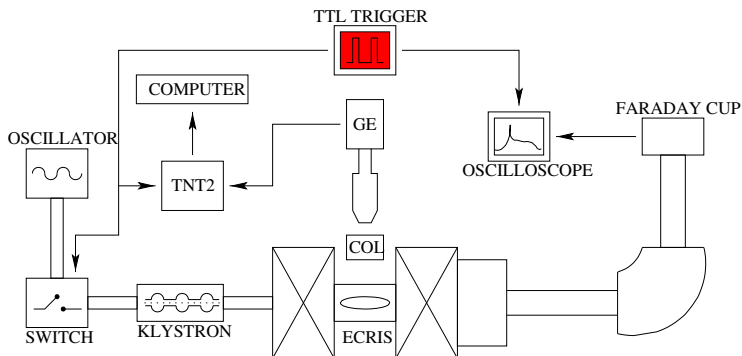 TTL TRIGGER
COMPUTER
GE
FARADAY CUP
OSCILLATOR
TNT2
OSCILLOSCOPE
COL
SWITCH
KLYSTRON
ECRIS